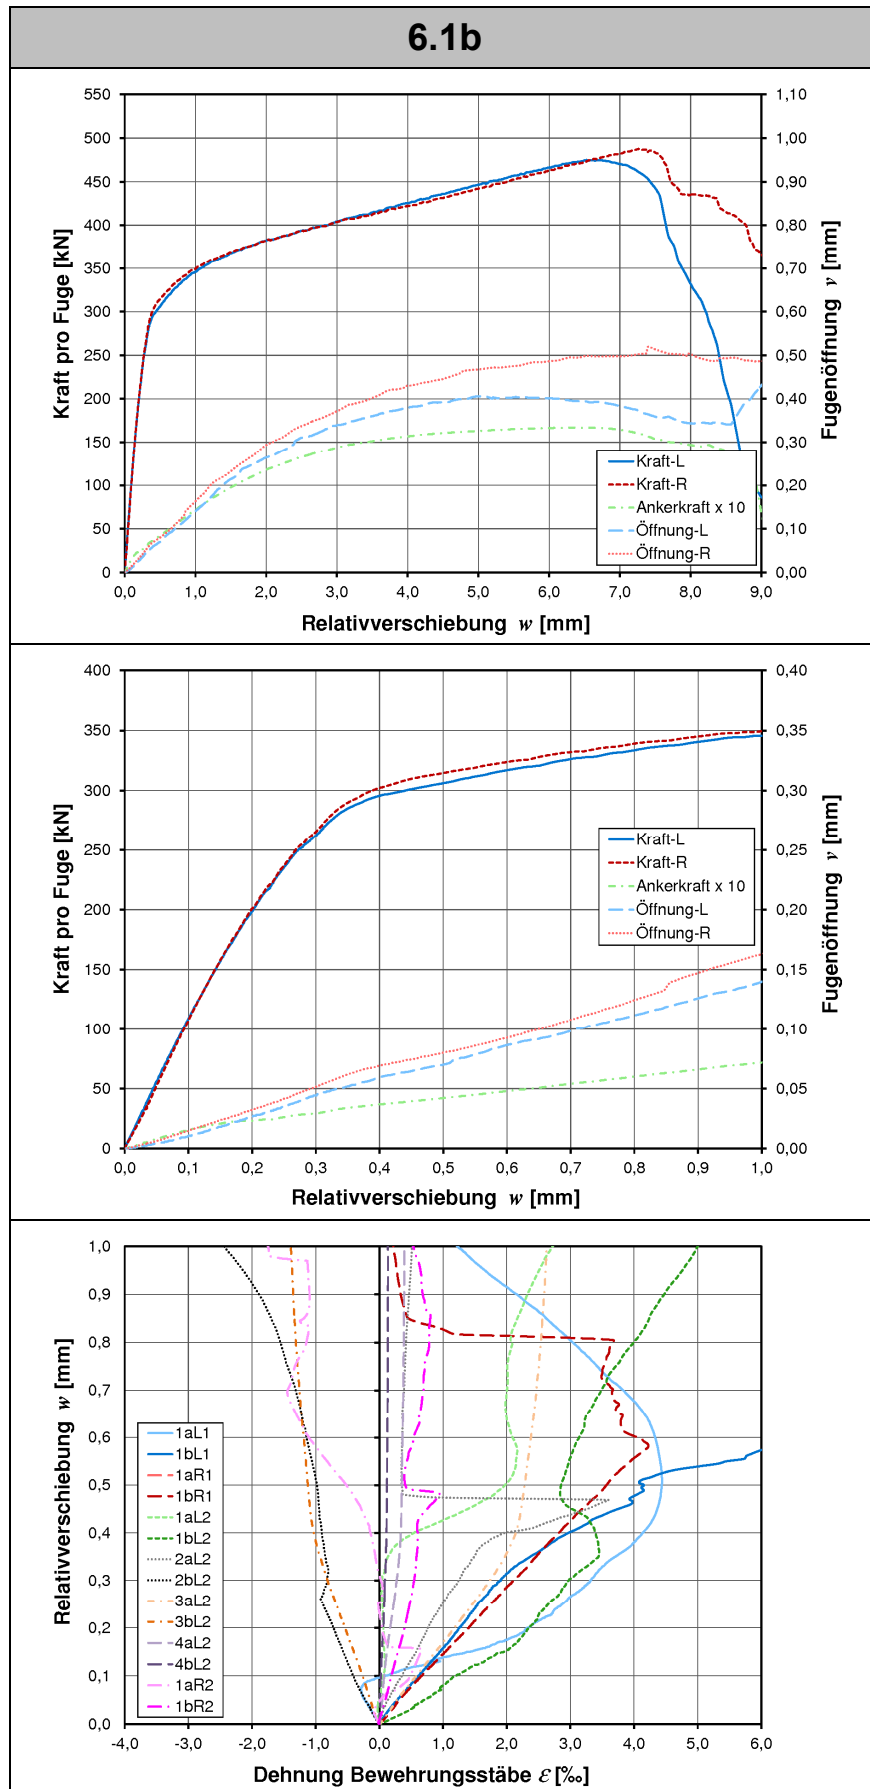 6.1b
550
500
450
400
350
300
250
200
150
100
50
0
1,10
1,00
0,90
0,80
0,70
0,60
0,50
0,40
0,30
0,20
0,10
0,00
Kraft pro Fuge [kN]
Fugenöffnung v [mm]
Kraft-L
Kraft-R
Ankerkraft x 10
Öffnung-L
Öffnung-R
0,0 1,0 2,0 3,0 4,0 5,0 6,0 7,0 8,0 9,0
Relativverschiebung w [mm]
400
350
300
250
200
150
100
50
0
0,40
0,35
0,30
0,25
0,20
0,15
0,10
0,05
0,00
Kraft pro Fuge [kN]
Fugenöffnung v [mm]
Kraft-L
Kraft-R
Ankerkraft x 10
Öffnung-L
Öffnung-R
0,0 0,1 0,2 0,3 0,4 0,5 0,6 0,7 0,8 0,9 1,0
Relativverschiebung w [mm]
1,0
0,9
0,8
0,7
0,6
0,5
0,4
0,3
0,2
0,1
0,0
Relativverschiebung w [mm]
1aL1
1bL1
1aR1
1bR1
1aL2
1bL2
2aL2
2bL2
3aL2
3bL2
4aL2
4bL2
1aR2
1bR2
-4,0 -3,0 -2,0 -1,0 0,0 1,0 2,0 3,0 4,0 5,0 6,0
Dehnung Bewehrungsstäbe ε [‰]